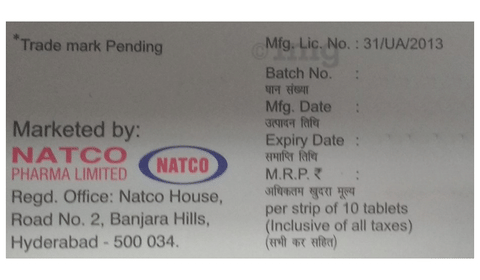 *Trade mark Pending
Marketed by:
NATCO
PHARMA LIMITED
NATCO
Regd. Office: Natco House,
Road No. 2, Banjara Hills,
Hyderabad - 500 034.
Mfg. Lic. No. : 31/UA/2013
Batch No. :
घान संख्या
Mfg. Date :
उत्पादन तिथि
Expiry Date :
समाप्ति तिथि
M.R.P. ₹ :
अधिकतम खुदरा मूल्य
per strip of 10 tablets
(Inclusive of all taxes)
(सभी कर सहित)